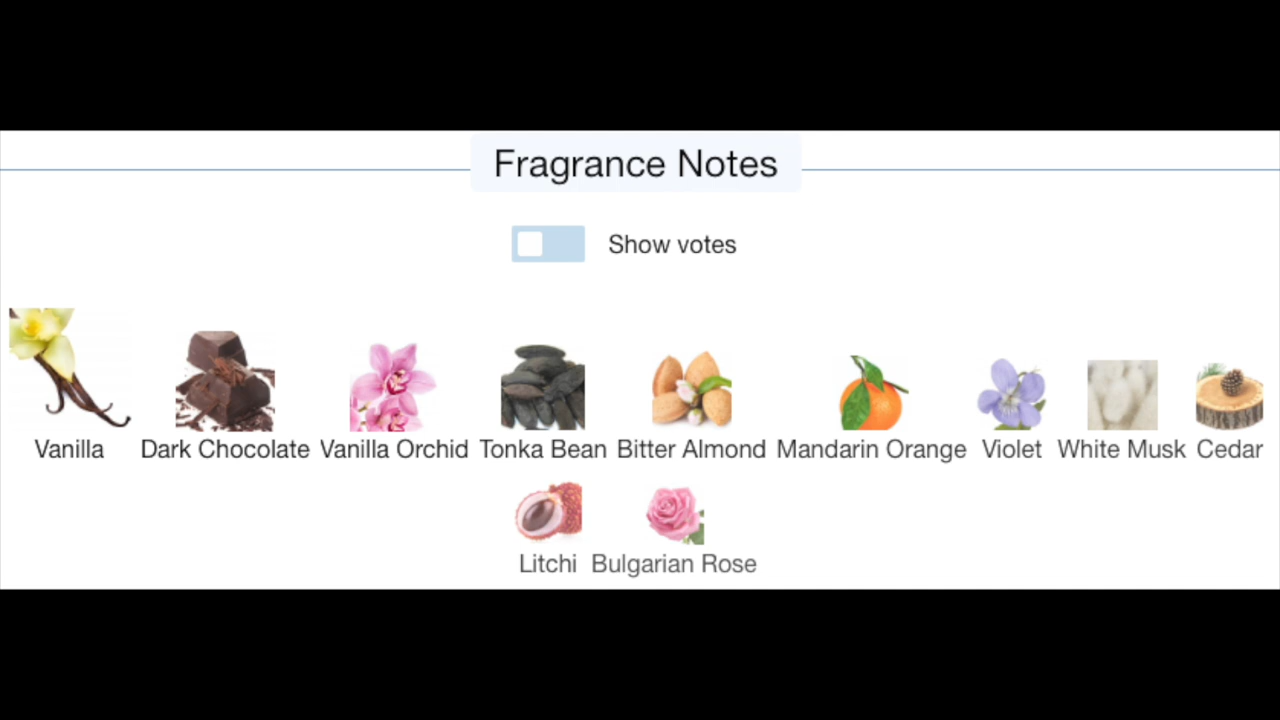 Fragrance Notes
Show votes
Vanilla Dark Chocolate Vanilla Orchid Tonka Bean Bitter Almond Mandarin Orange Violet White Musk Cedar
Litchi Bulgarian Rose